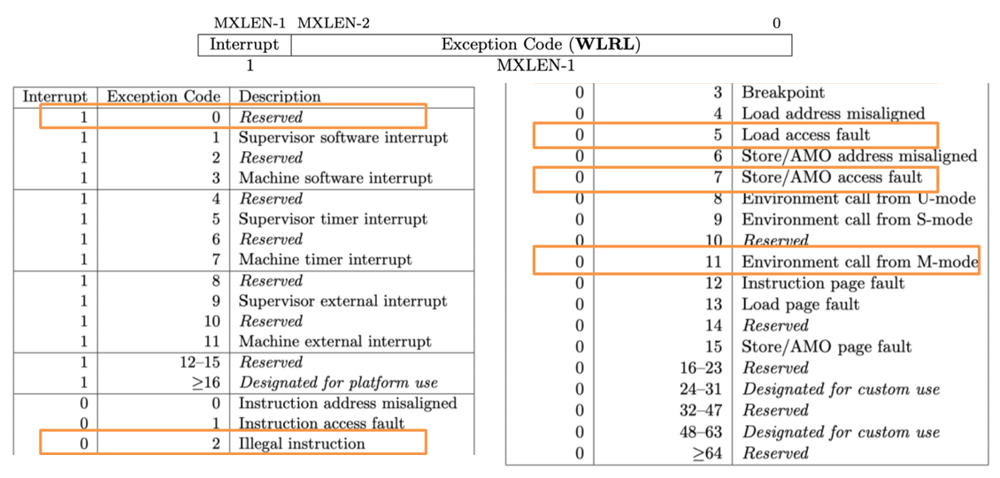 MXLEN-1 MXLEN-2 0
Interrupt Exception Code (WLRL)
1 MXLEN-1
Interrupt Exception Code Description
1 0 Reserved
1 1 Supervisor software interrupt
1 2 Reserved
1 3 Machine software interrupt
1 4 Reserved
1 5 Supervisor timer interrupt
1 6 Reserved
1 7 Machine timer interrupt
1 8 Reserved
1 9 Supervisor external interrupt
1 10 Reserved
1 11 Machine external interrupt
1 12–15 Reserved
1 ≥16 Designated for platform use
0 0 Instruction address misaligned
0 1 Instruction access fault
0 2 Illegal instruction
0 3 Breakpoint
0 4 Load address misaligned
0 5 Load access fault
0 6 Store/AMO address misaligned
0 7 Store/AMO access fault
0 8 Environment call from U-mode
0 9 Environment call from S-mode
0 10 Reserved
0 11 Environment call from M-mode
0 12 Instruction page fault
0 13 Load page fault
0 14 Reserved
0 15 Store/AMO page fault
0 16–23 Reserved
0 24–31 Designated for custom use
0 32–47 Reserved
0 48–63 Designated for custom use
0 ≥64 Reserved